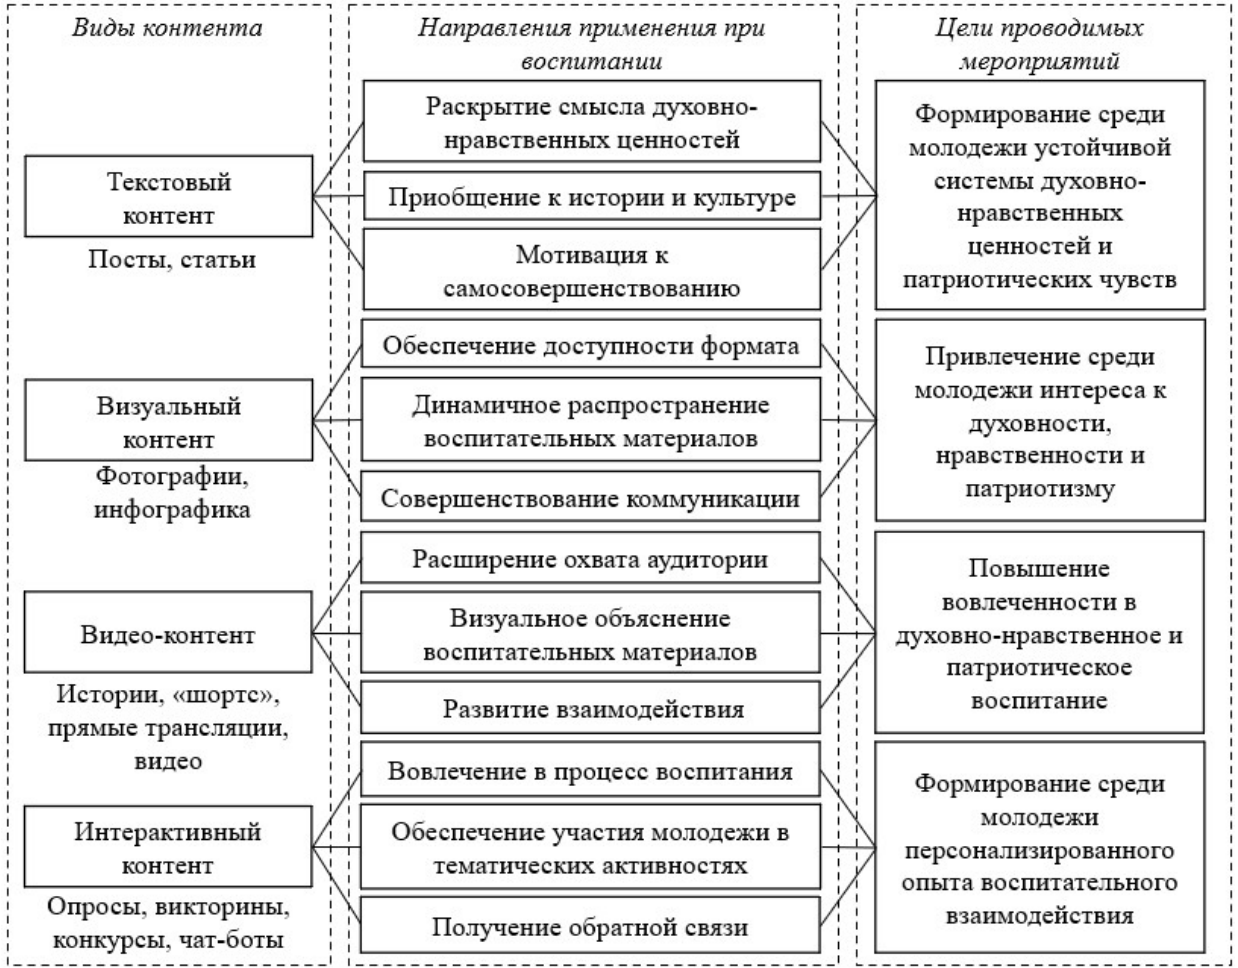 Виды контента
Направления применения при
воспитании
Цели проводимых
мероприятий
Текстовый
контент
Посты, статьи
Раскрытие смысла духовно-
нравственных ценностей
Приобщение к истории и культуре
Мотивация к
самосовершенствованию
Формирование среди
молодежи устойчивой
системы духовно-
нравственных
ценностей и
патриотических чувств
Визуальный
контент
Фотографии,
инфографика
Обеспечение доступности формата
Динамичное распространение
воспитательных материалов
Совершенствование коммуникации
Привлечение среди
молодежи интереса к
духовности,
нравственности и
патриотизму
Видео-контент
Истории, «шортс»,
прямые трансляции,
видео
Расширение охвата аудитории
Визуальное объяснение
воспитательных материалов
Развитие взаимодействия
Повышение
вовлеченности в
духовно-нравственное и
патриотическое
воспитание
Интерактивный
контент
Опросы, викторины,
конкурсы, чат-боты
Вовлечение в процесс воспитания
Обеспечение участия молодежи в
тематических активностях
Получение обратной связи
Формирование среди
молодежи
персонализированного
опыта воспитательного
взаимодействия